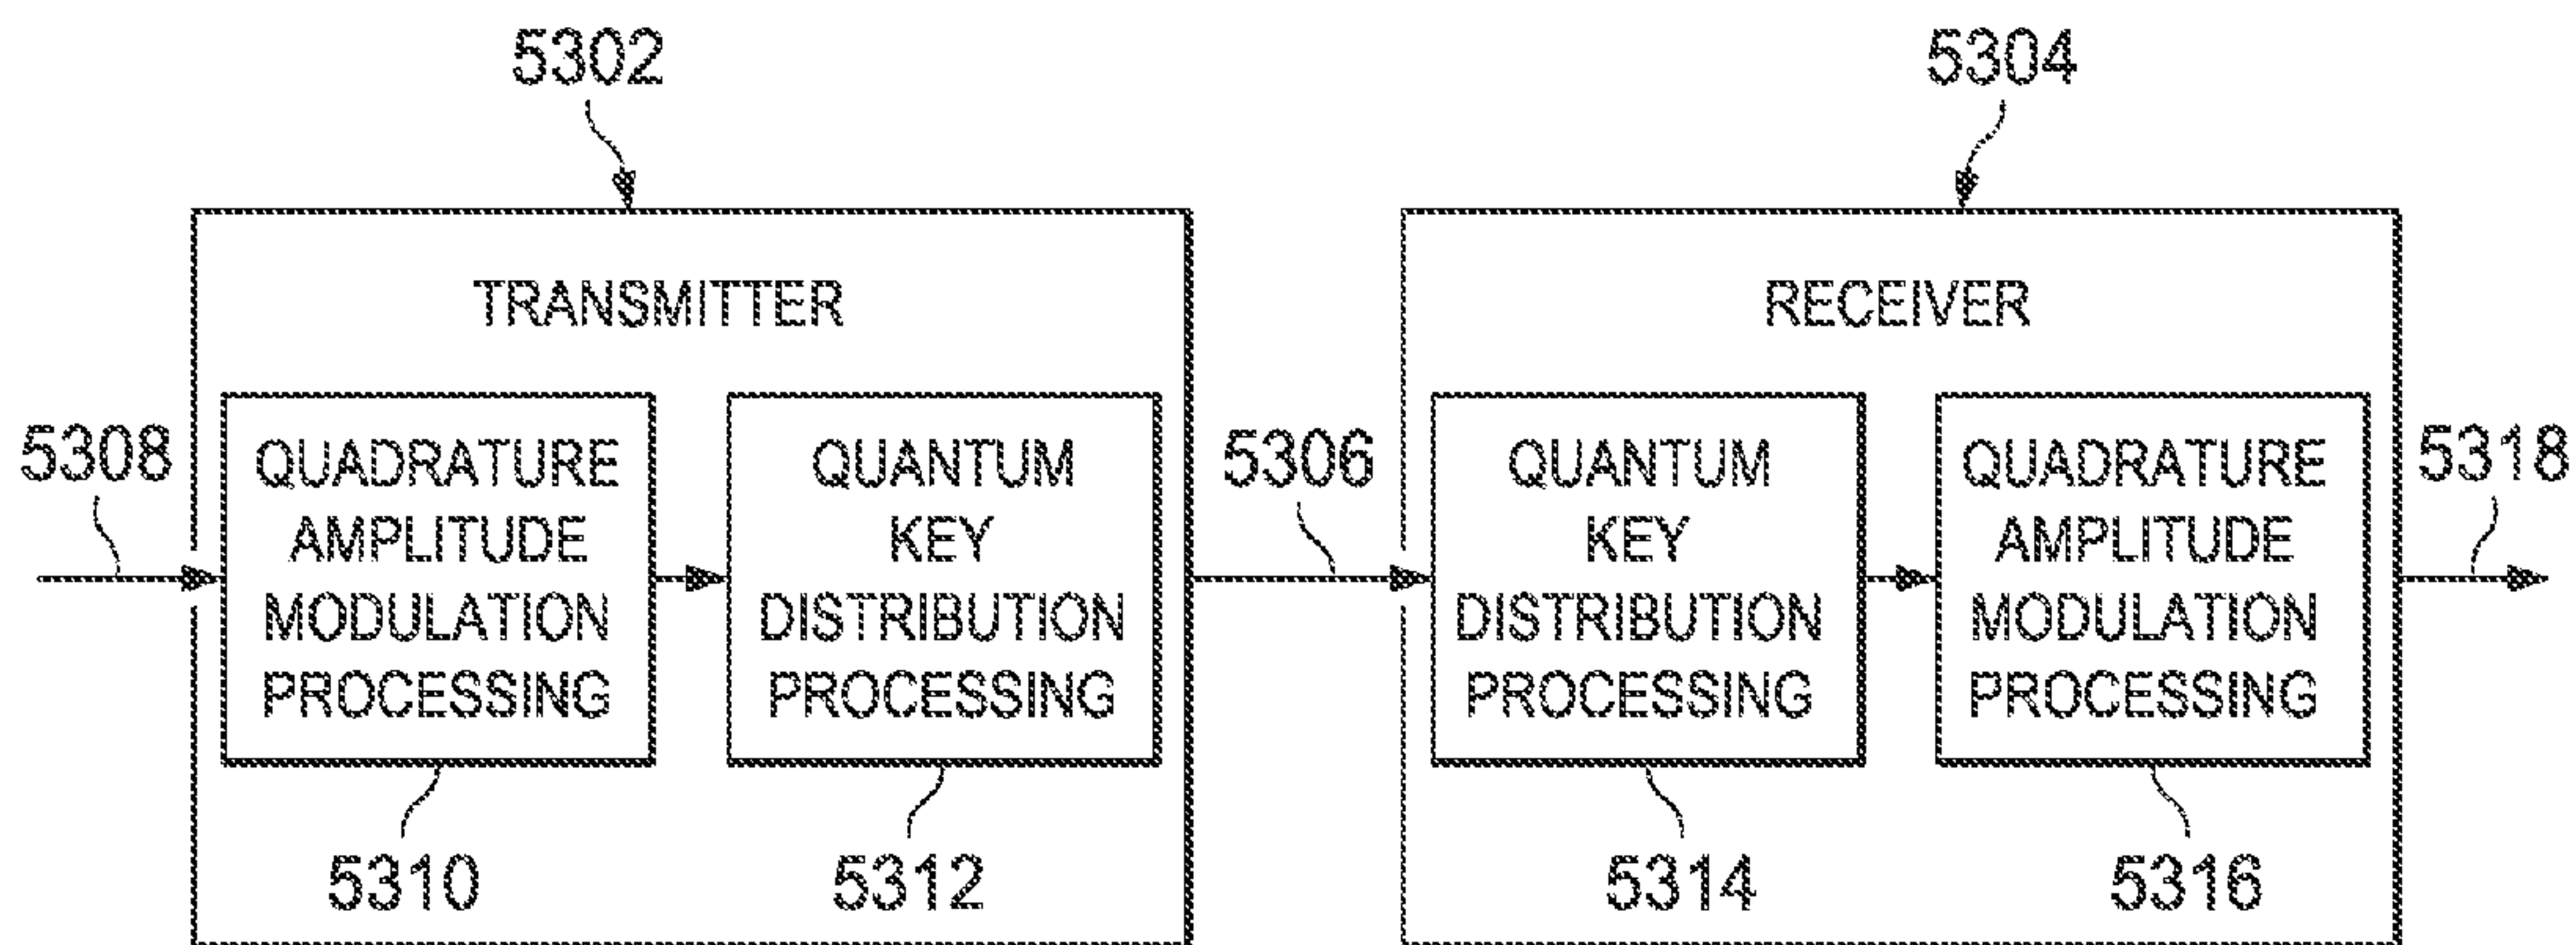 5302
5304
TRANSMITTER
RECEIVER
5308
QUADRATURE
AMPLITUDE
MODULATION
PROCESSING
QUANTUM
KEY
DISTRIBUTION
PROCESSING
5306
QUANTUM
KEY
DISTRIBUTION
PROCESSING
QUADRATURE
AMPLITUDE
MODULATION
PROCESSING
5318
5310
5312
5314
5316